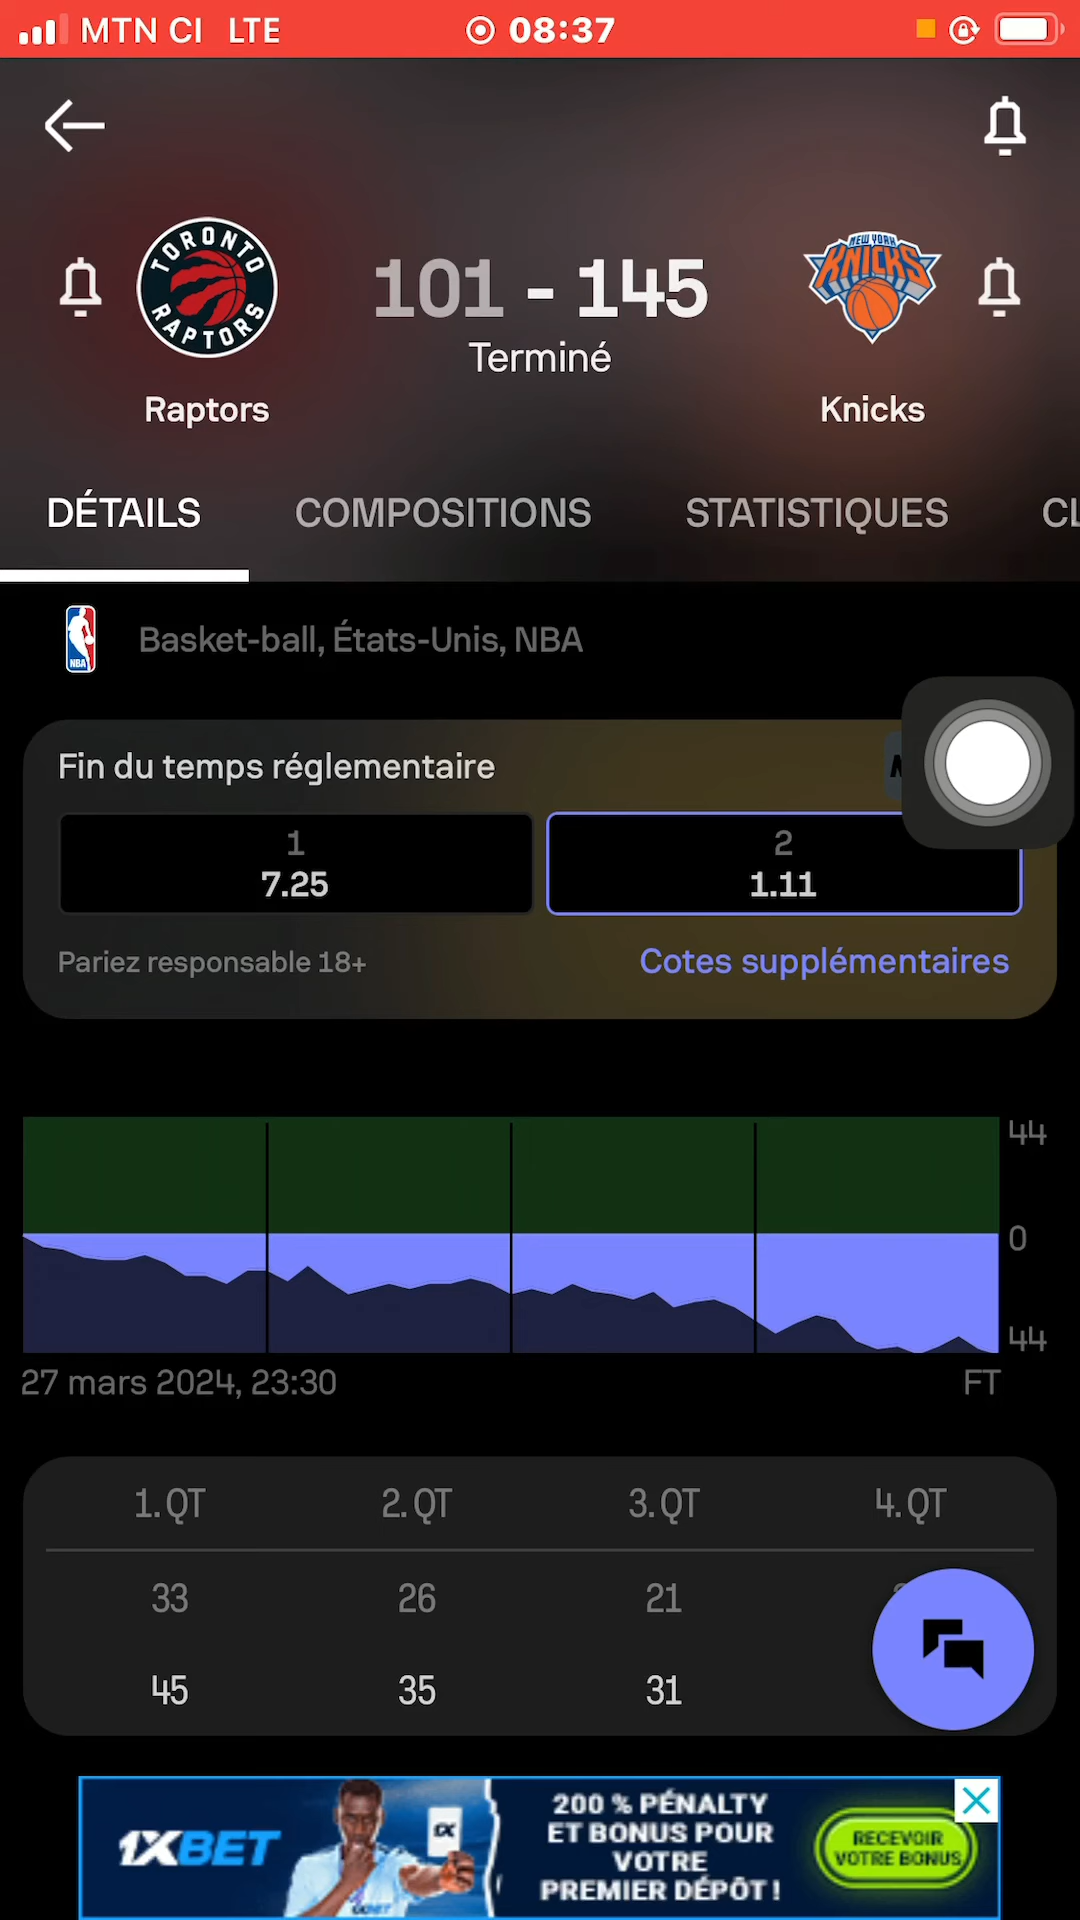 MTN CI LTE 08:37
TORONTO RAPTORS
101 - 145
NEW YORK KNICKS
Terminé
Raptors
Knicks
DÉTAILS COMPOSITIONS STATISTIQUES CL
NBA
Basket-ball, États-Unis, NBA
Fin du temps réglementaire
1
7.25
2
1.11
Pariez responsable 18+
Cotes supplémentaires
44
0
44
27 mars 2024, 23:30
FT
1. QT 2. QT 3. QT 4. QT
33 26 21
45 35 31
1XBET
1X
200 % PÉNALTY
ET BONUS POUR
VOTRE
PREMIER DÉPÔT !
RECEVOIR
VOTRE BONUS